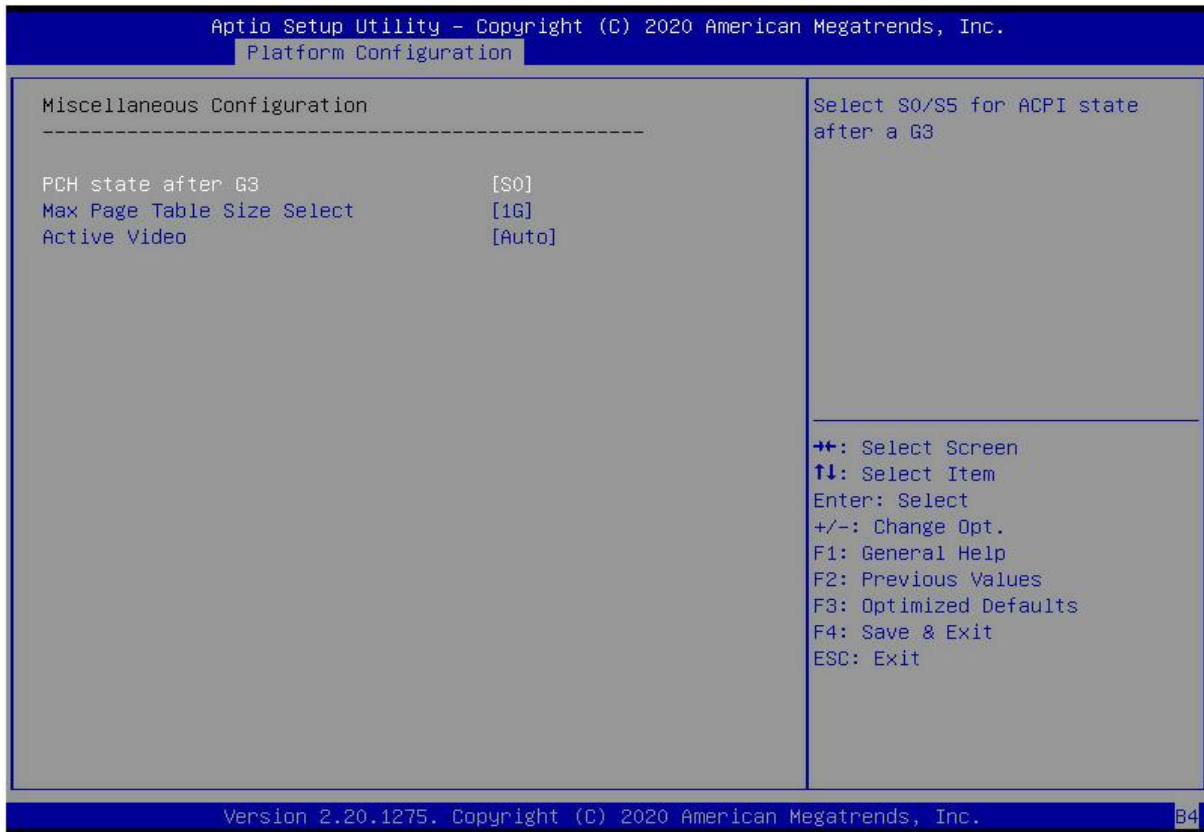 Aptio Setup Utility – Copyright (C) 2020 American Megatrends, Inc.
Platform Configuration
Miscellaneous Configuration
--------------------------------------------------
PCH state after G3 [S0]
Max Page Table Size Select [1G]
Active Video [Auto]
Select S0/S5 for ACPI state
after a G3
→←: Select Screen
↑↓: Select Item
Enter: Select
+/-: Change Opt.
F1: General Help
F2: Previous Values
F3: Optimized Defaults
F4: Save & Exit
ESC: Exit
Version 2.20.1275. Copyright (C) 2020 American Megatrends, Inc.
B4